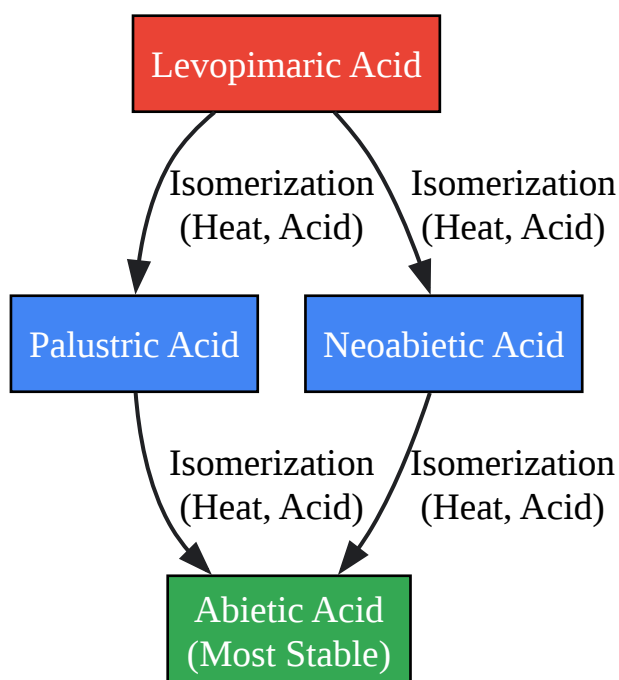 Levopimaric Acid
Isomerization
(Heat, Acid)
Isomerization
(Heat, Acid)
Palustric Acid
Neoabietic Acid
Isomerization
(Heat, Acid)
Isomerization
(Heat, Acid)
Abietic Acid
(Most Stable)